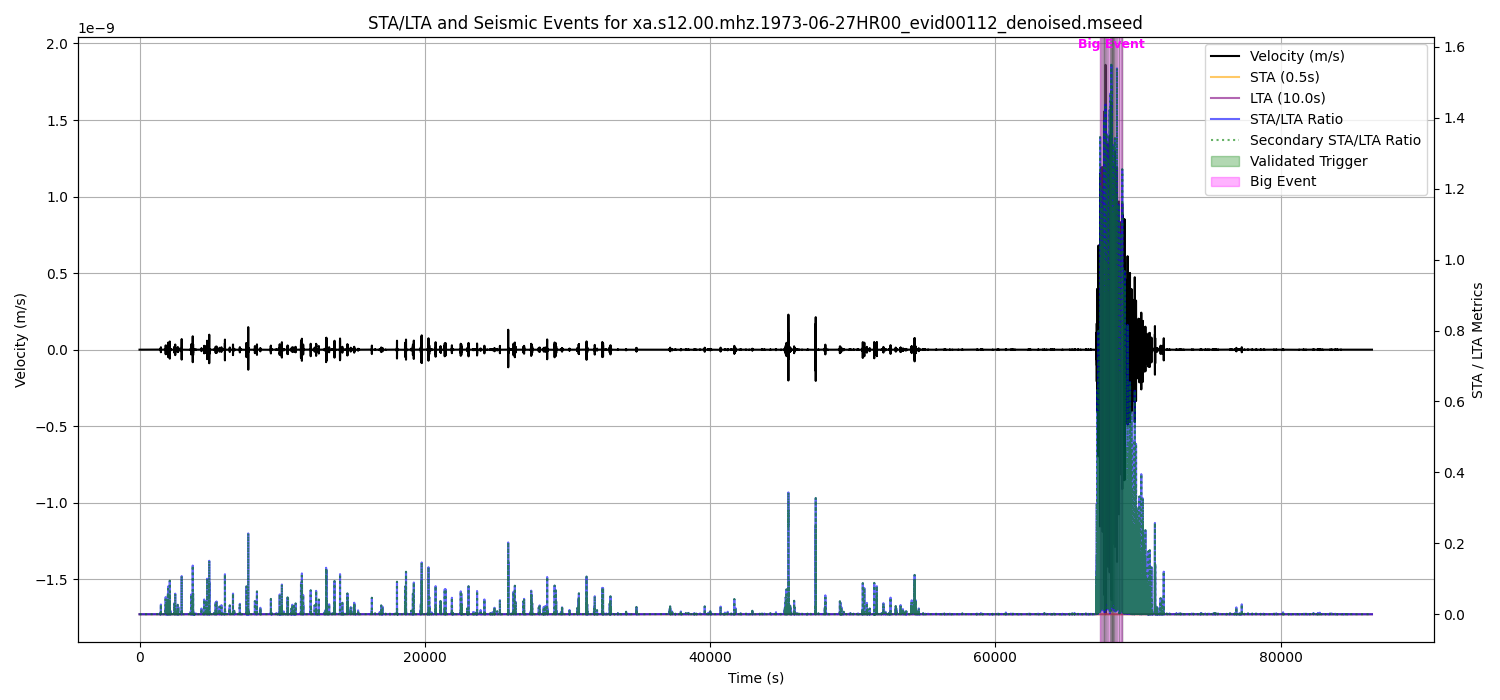 STA/LTA and Seismic Events for xa.s12.00.mhz.1973-06-27HR00_evid00112_denoised.mseed
1e−9
Big Event
Velocity (m/s)
STA (0.5s)
LTA (10.0s)
STA/LTA Ratio
Secondary STA/LTA Ratio
Validated Trigger
Big Event
2.0
1.5
1.0
0.5
0.0
−0.5
−1.0
−1.5
Velocity (m/s)
1.6
1.4
1.2
1.0
0.8
0.6
0.4
0.2
0.0
STA / LTA Metrics
0
20000
40000
60000
80000
Time (s)